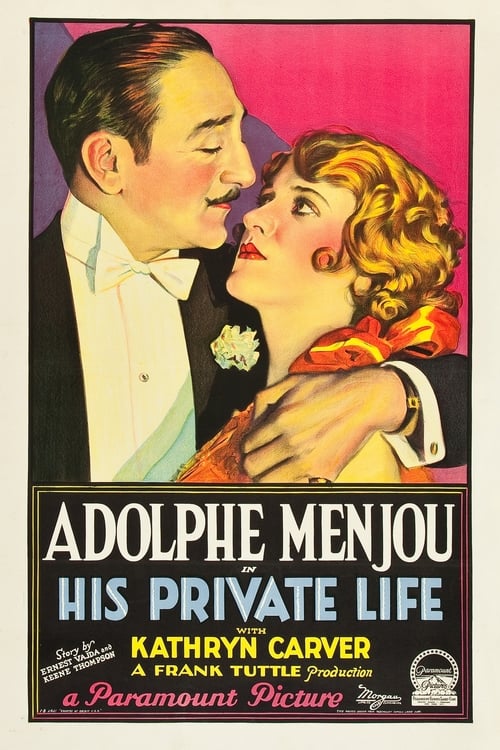 ADOLPHE MENJOU
IN
HIS PRIVATE LIFE
WITH
KATHRYN CARVER
Story by
ERNEST VAJDA and
KEENE THOMPSON
A FRANK TUTTLE Production
a Paramount Picture
Morgan
Paramount